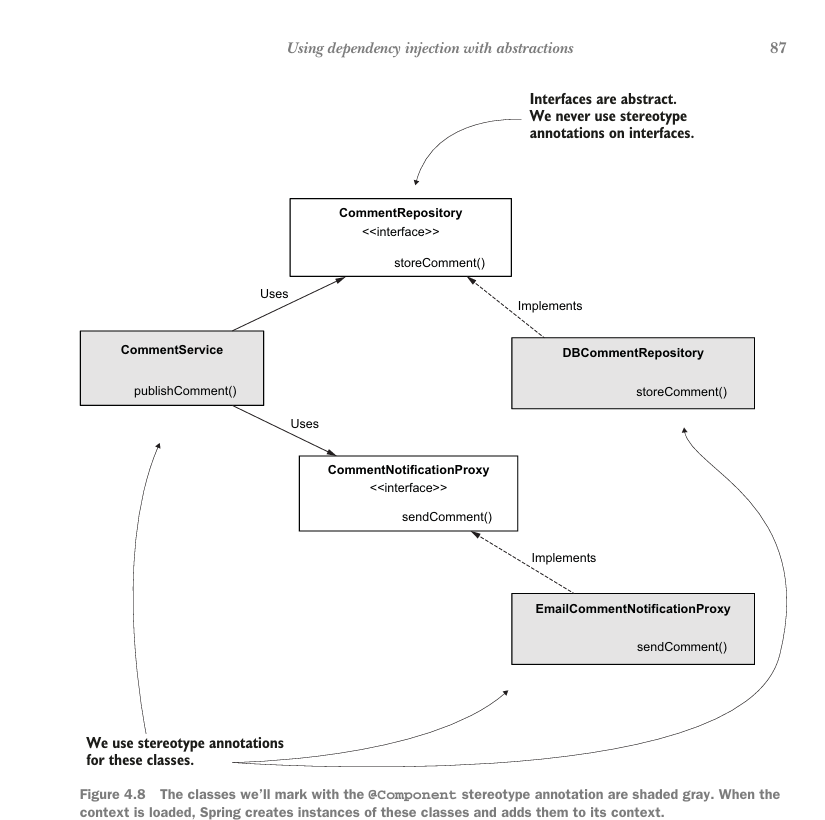 Using dependency injection with abstractions 87
Interfaces are abstract.
We never use stereotype
annotations on interfaces.
CommentRepository
<<interface>>
storeComment()
Uses
Implements
CommentService
publishComment()
DBCommentRepository
storeComment()
Uses
CommentNotificationProxy
<<interface>>
sendComment()
Implements
EmailCommentNotificationProxy
sendComment()
We use stereotype annotations
for these classes.
Figure 4.8 The classes we’ll mark with the @Component stereotype annotation are shaded gray. When the
context is loaded, Spring creates instances of these classes and adds them to its context.